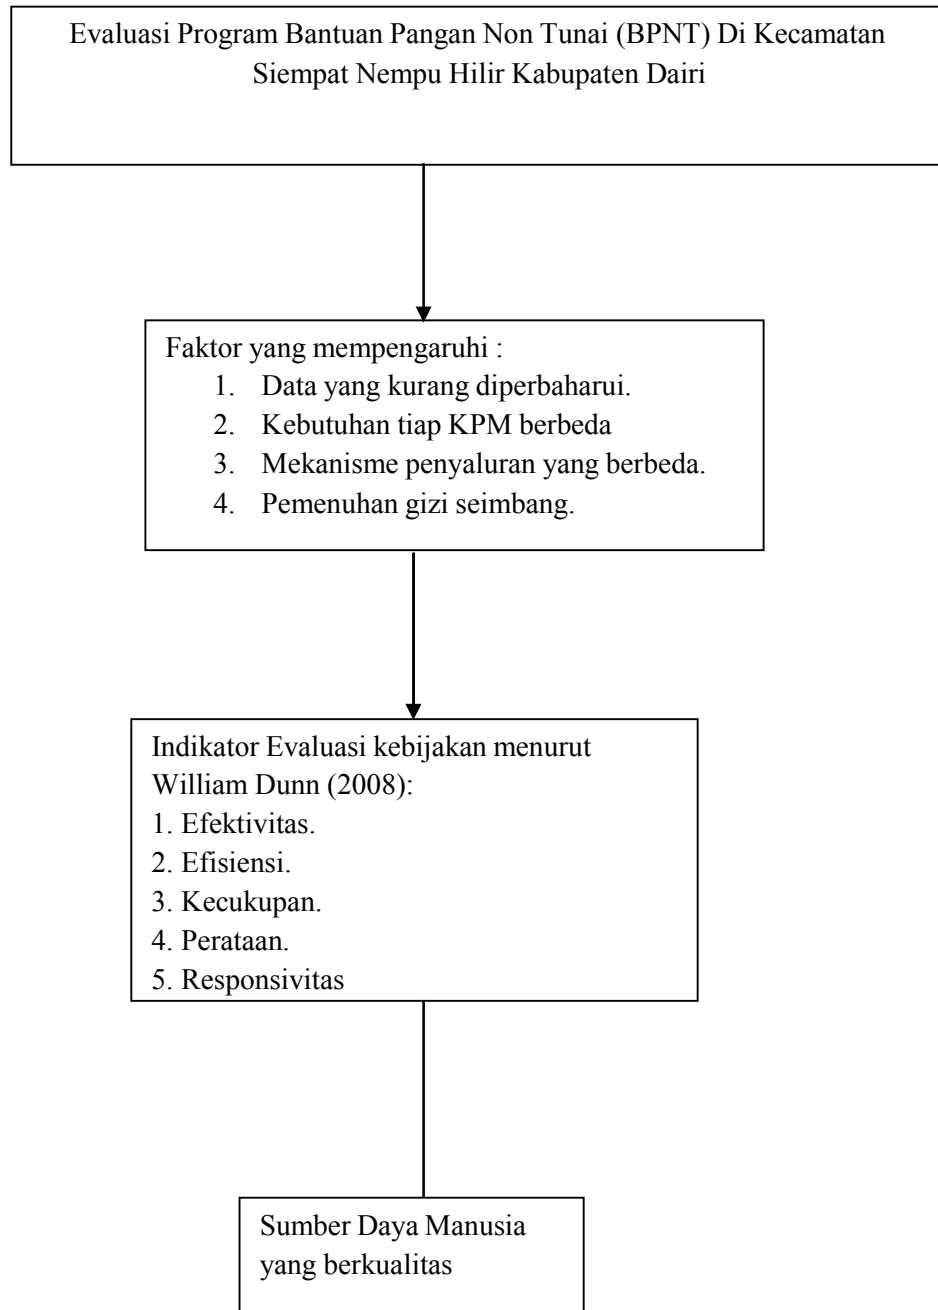 Evaluasi Program Bantuan Pangan Non Tunai (BPNT) Di Kecamatan
Siempat Nempu Hilir Kabupaten Dairi
Faktor yang mempengaruhi :
1. Data yang kurang diperbaharui.
2. Kebutuhan tiap KPM berbeda
3. Mekanisme penyaluran yang berbeda.
4. Pemenuhan gizi seimbang.
Indikator Evaluasi kebijakan menurut
William Dunn (2008):
1. Efektivitas.
2. Efisiensi.
3. Kecukupan.
4. Perataan.
5. Responsivitas
Sumber Daya Manusia
yang berkualitas